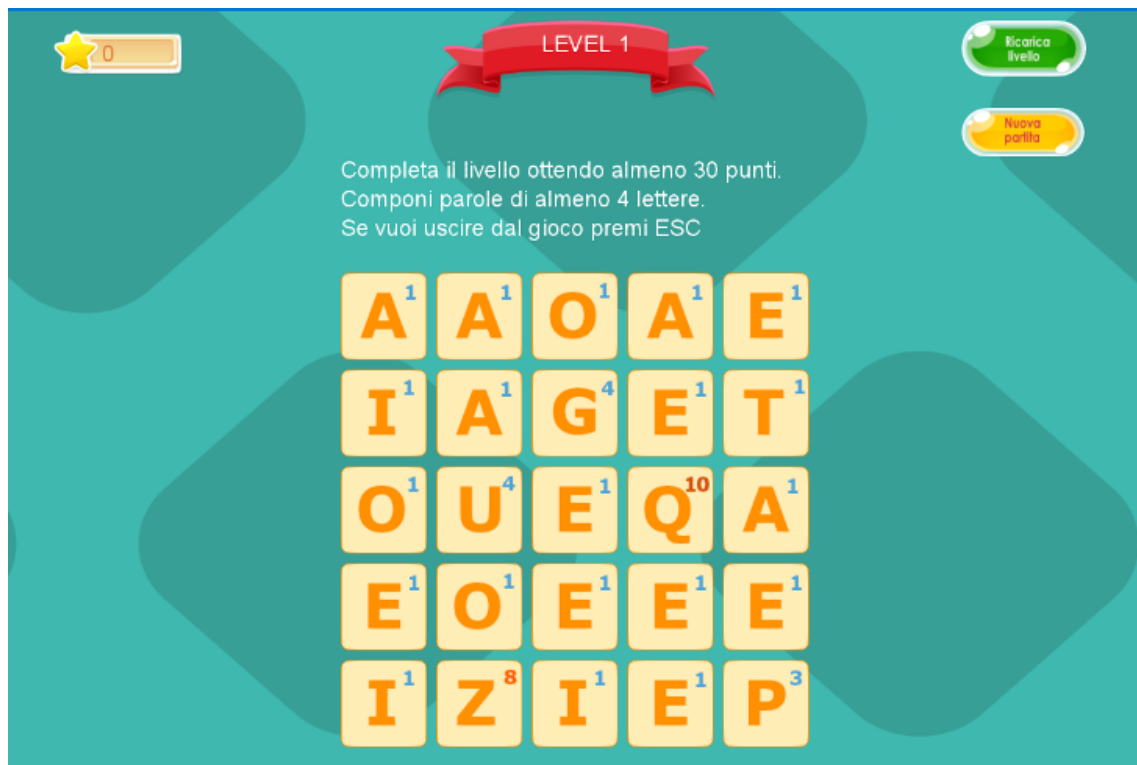 0
LEVEL 1
Ricarica
livello
Nuova
partita
Completa il livello ottendo almeno 30 punti.
Componi parole di almeno 4 lettere.
Se vuoi uscire dal gioco premi ESC
A1 A1 O1 A1 E1
I1 A1 G4 E1 T1
O1 U4 E1 Q10 A1
E1 O1 E1 E1 E1
I1 Z8 I1 E1 P3